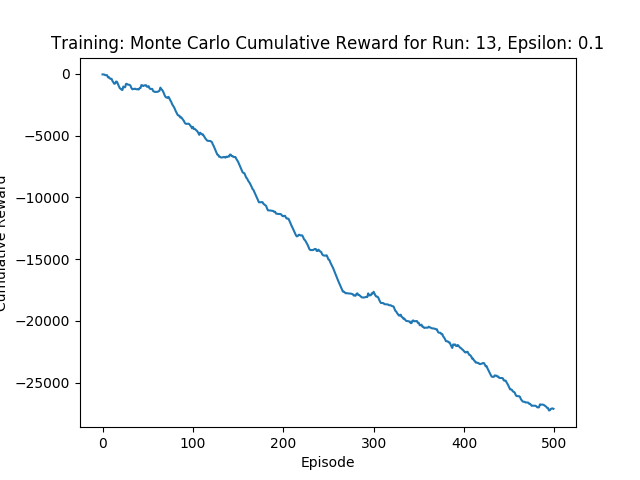 Training: Monte Carlo Cumulative Reward for Run: 13, Epsilon: 0.1
0
−5000
−10000
−15000
−20000
−25000
Cumulative Reward
0 100 200 300 400 500
Episode